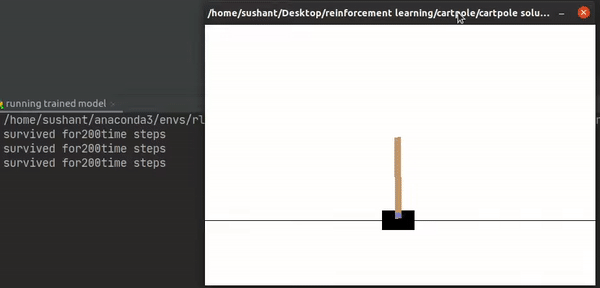 /home/sushant/Desktop/reinforcement learning/cartpole/cartpole solu...
running trained model
/home/sushant/anaconda3/envs/rl
survived for200time steps
survived for200time steps
survived for200time steps